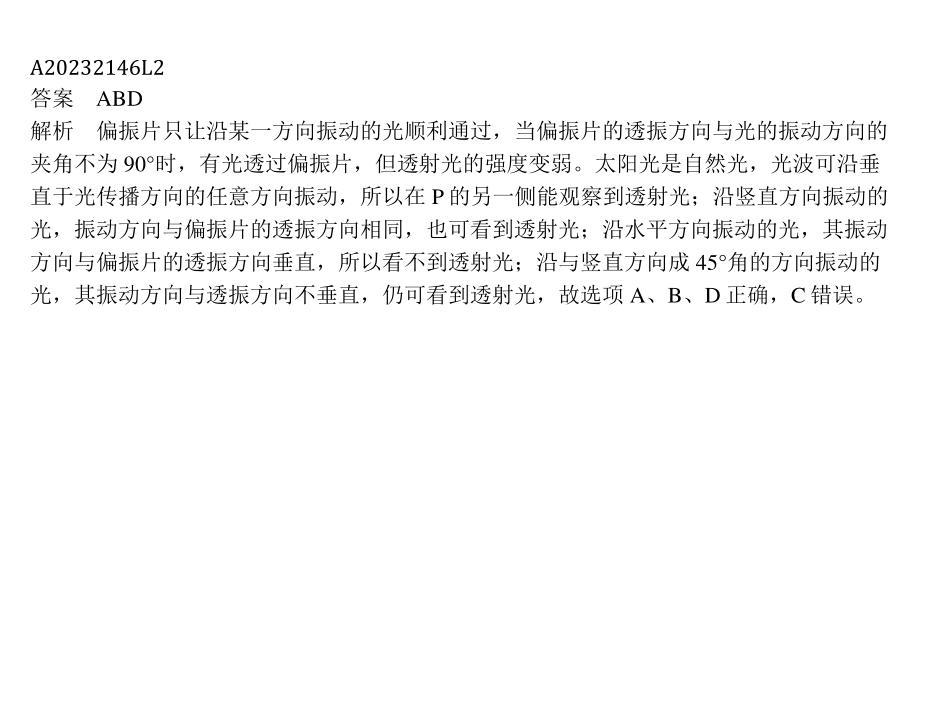 A20232146L2
答案 ABD
解析 偏振片只让沿某一方向振动的光顺利通过，当偏振片的透振方向与光的振动方向的
夹角不为 90°时，有光透过偏振片，但透射光的强度变弱。太阳光是自然光，光波可沿垂
直于光传播方向的任意方向振动，所以在 P 的另一侧能观察到透射光；沿竖直方向振动的
光，振动方向与偏振片的透振方向相同，也可看到透射光；沿水平方向振动的光，其振动
方向与偏振片的透振方向垂直，所以看不到透射光；沿与竖直方向成 45°角的方向振动的
光，其振动方向与透振方向不垂直，仍可看到透射光，故选项 A、B、D 正确，C 错误。